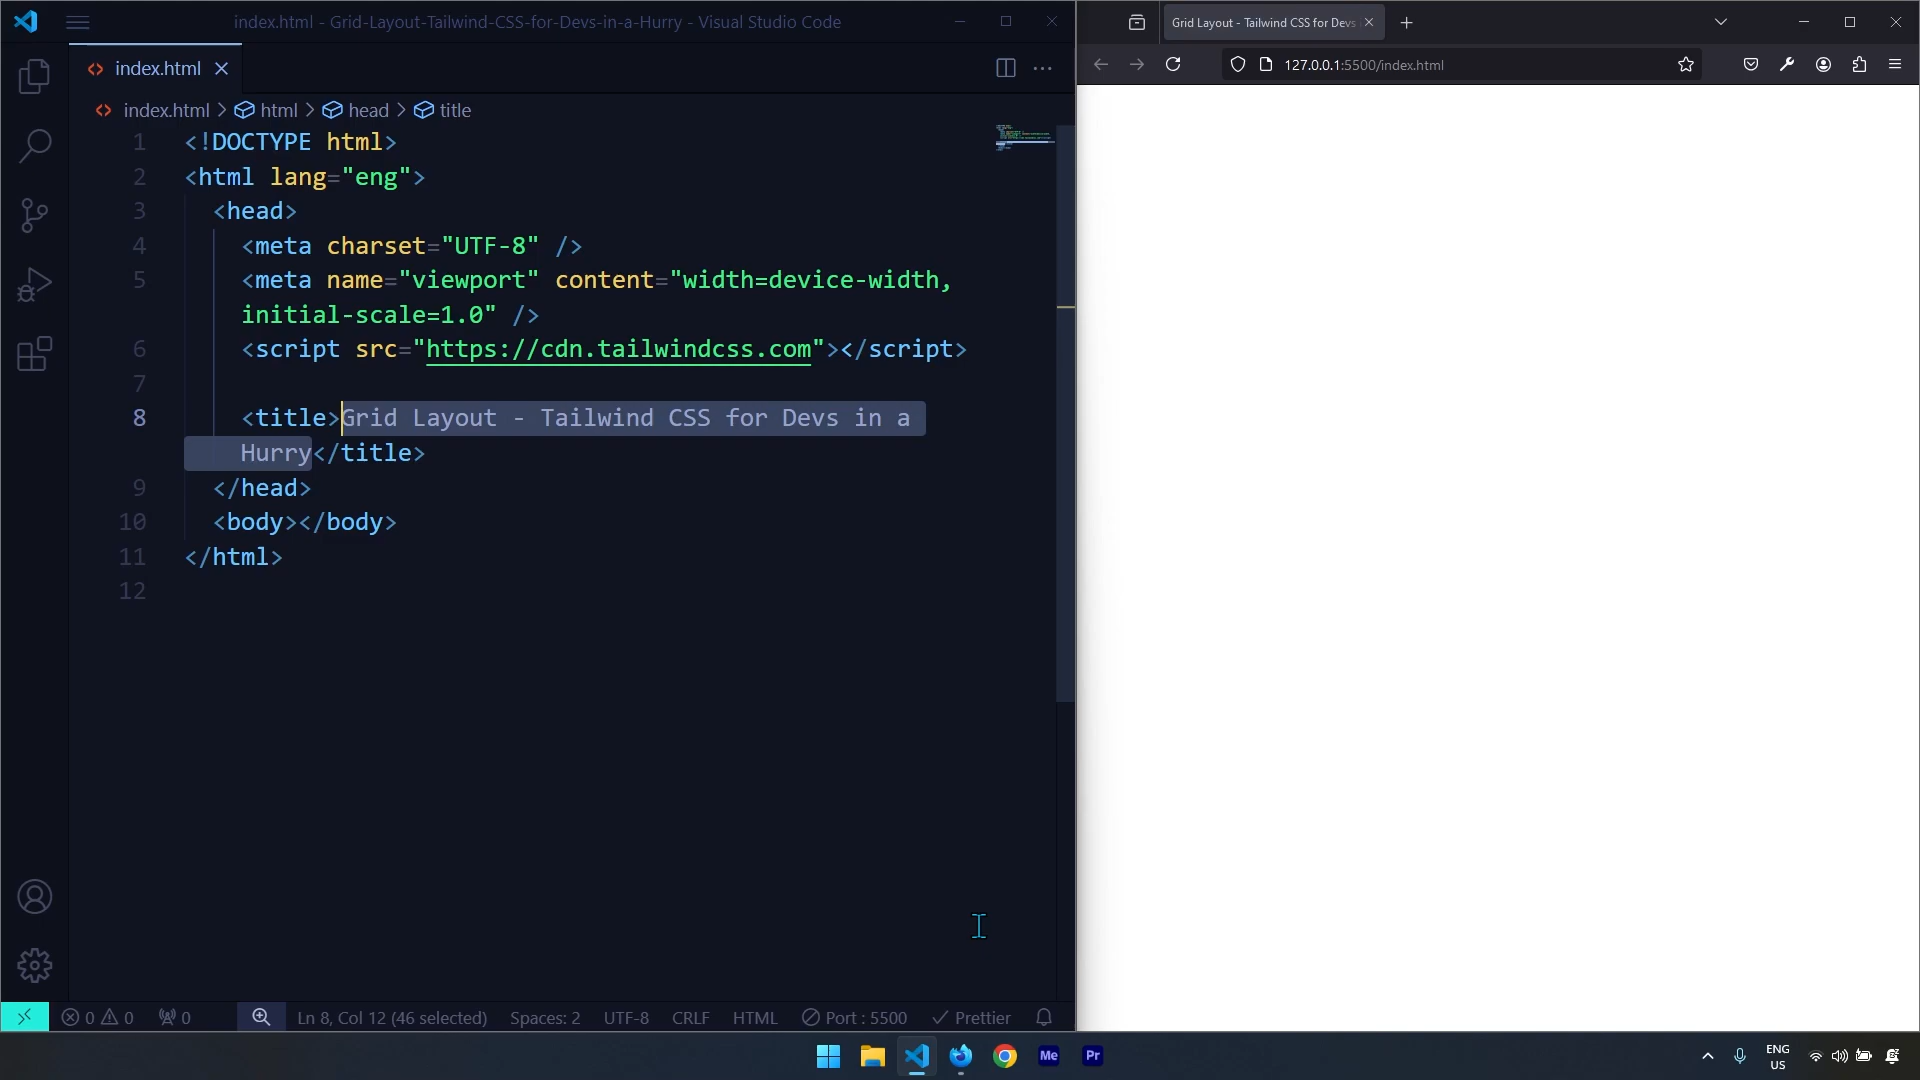 index.html - Grid-Layout-Tailwind-CSS-for-Devs-in-a-Hurry - Visual Studio Code
index.html
index.html > html > head > title
1 <!DOCTYPE html>
2 <html lang="eng">
3 <head>
4 <meta charset="UTF-8" />
5 <meta name="viewport" content="width=device-width,
initial-scale=1.0" />
6 <script src="https://cdn.tailwindcss.com"></script>
7
8 <title>Grid Layout - Tailwind CSS for Devs in a
Hurry</title>
9 </head>
10 <body></body>
11 </html>
12
0 0 0 Ln 8, Col 12 (46 selected) Spaces: 2 UTF-8 CRLF HTML Port : 5500 Prettier
Grid Layout - Tailwind CSS for Devs
127.0.0.1:5500/index.html
Me Pr
ENG
US